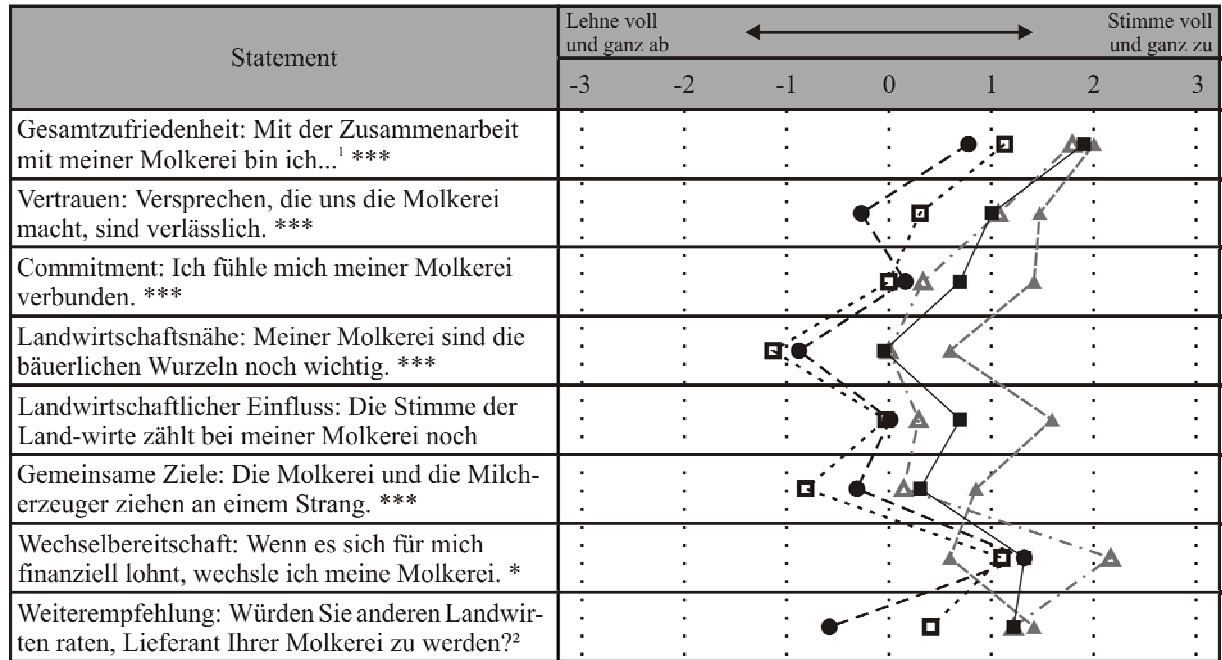 Statement
Lehne voll
und ganz ab
Stimme voll
und ganz zu
-3 -2 -1 0 1 2 3
Gesamtzufriedenheit: Mit der Zusammenarbeit
mit meiner Molkerei bin ich...¹ ***
Vertrauen: Versprechen, die uns die Molkerei
macht, sind verlässlich. ***
Commitment: Ich fühle mich meiner Molkerei
verbunden. ***
Landwirtschaftsnähe: Meiner Molkerei sind die
bäuerlichen Wurzeln noch wichtig. ***
Landwirtschaftlicher Einfluss: Die Stimme der
Land-wirte zählt bei meiner Molkerei noch
Gemeinsame Ziele: Die Molkerei und die Milch-
erzeuger ziehen an einem Strang. ***
Wechselbereitschaft: Wenn es sich für mich
finanziell lohnt, wechsle ich meine Molkerei. *
Weiterempfehlung: Würden Sie anderen Landwir-
ten raten, Lieferant Ihrer Molkerei zu werden?²